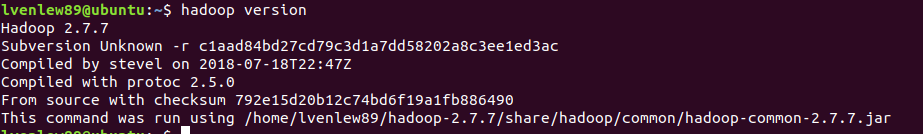 lvenlew89@ubuntu:~$ hadoop version
Hadoop 2.7.7
Subversion Unknown -r c1aad84bd27cd79c3d1a7dd58202a8c3ee1ed3ac
Compiled by stevel on 2018-07-18T22:47Z
Compiled with protoc 2.5.0
From source with checksum 792e15d20b12c74bd6f19a1fb886490
This command was run using /home/lvenlew89/hadoop-2.7.7/share/hadoop/common/hadoop-common-2.7.7.jar
lvenlew89@ubuntu:~$